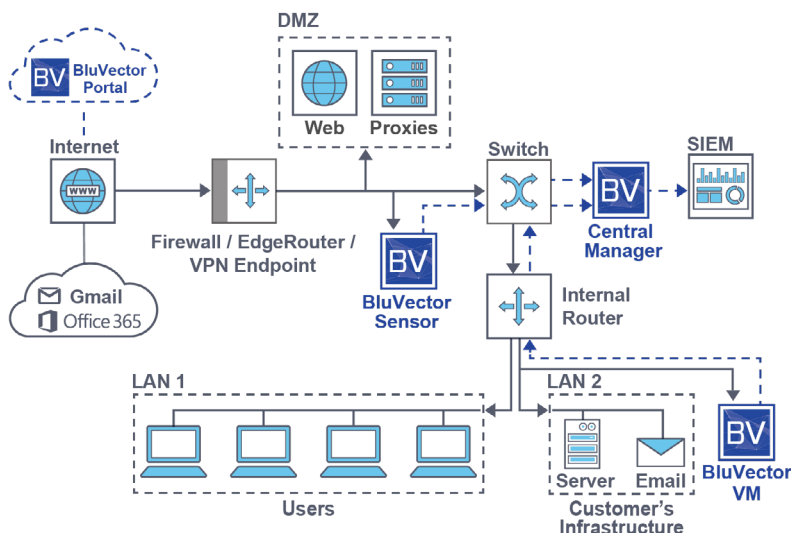 DMZ
BV
BluVector
Portal
Internet
WWW
Web
Proxies
Switch
SIEM
Firewall / EdgeRouter /
VPN Endpoint
BV
BluVector
Sensor
BV
Central
Manager
Gmail
Office 365
Internal
Router
LAN 1
LAN 2
Users
Server
Email
Customer's
Infrastructure
BV
BluVector
VM